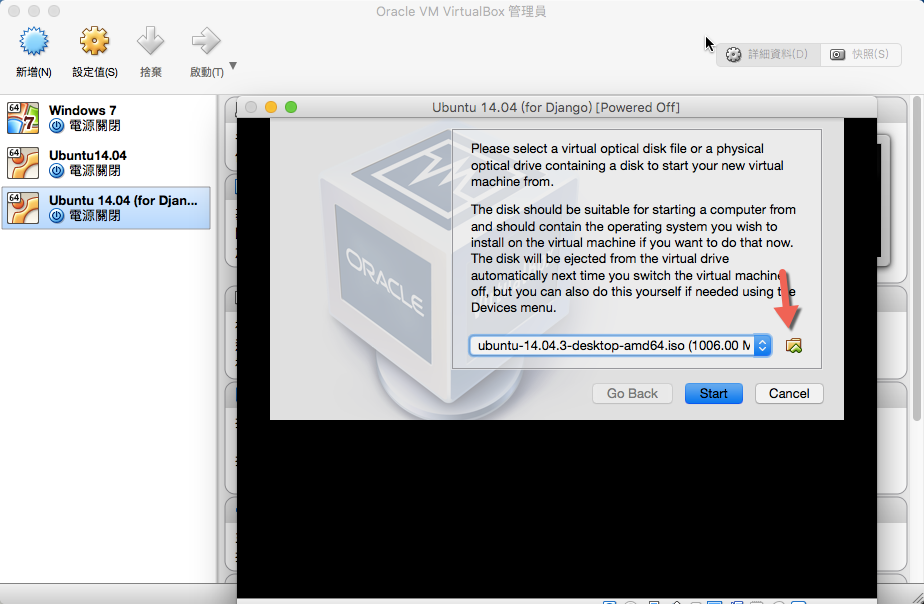 Oracle VM VirtualBox 管理員
新增(N)
設定值(S)
捨棄
啟動(T)
詳細資料(D)
快照(S)
64
Windows 7
電源關閉
64
Ubuntu14.04
電源關閉
64
Ubuntu 14.04 (for Djan...
電源關閉
Ubuntu 14.04 (for Django) [Powered Off]
ORACLE
Please select a virtual optical disk file or a physical
optical drive containing a disk to start your new virtual
machine from.
The disk should be suitable for starting a computer from
and should contain the operating system you wish to
install on the virtual machine if you want to do that now.
The disk will be ejected from the virtual drive
automatically next time you switch the virtual machine
off, but you can also do this yourself if needed using the
Devices menu.
ubuntu-14.04.3-desktop-amd64.iso (1006.00 M
Go Back
Start
Cancel